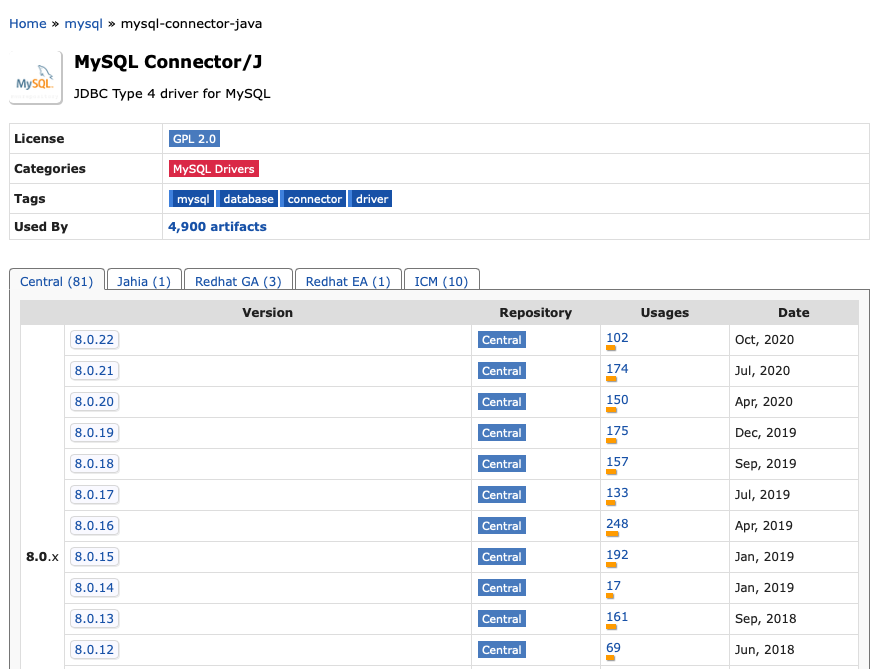 Home » mysql » mysql-connector-java
MySQL Connector/J
MySQL.
JDBC Type 4 driver for MySQL
License GPL 2.0
Categories MySQL Drivers
Tags mysql database connector driver
Used By 4,900 artifacts
Central (81) Jahia (1) Redhat GA (3) Redhat EA (1) ICM (10)
Version Repository Usages Date
8.0.22 Central 102 Oct, 2020
8.0.21 Central 174 Jul, 2020
8.0.20 Central 150 Apr, 2020
8.0.19 Central 175 Dec, 2019
8.0.18 Central 157 Sep, 2019
8.0.17 Central 133 Jul, 2019
8.0.16 Central 248 Apr, 2019
8.0.x 8.0.15 Central 192 Jan, 2019
8.0.14 Central 17 Jan, 2019
8.0.13 Central 161 Sep, 2018
8.0.12 Central 69 Jun, 2018